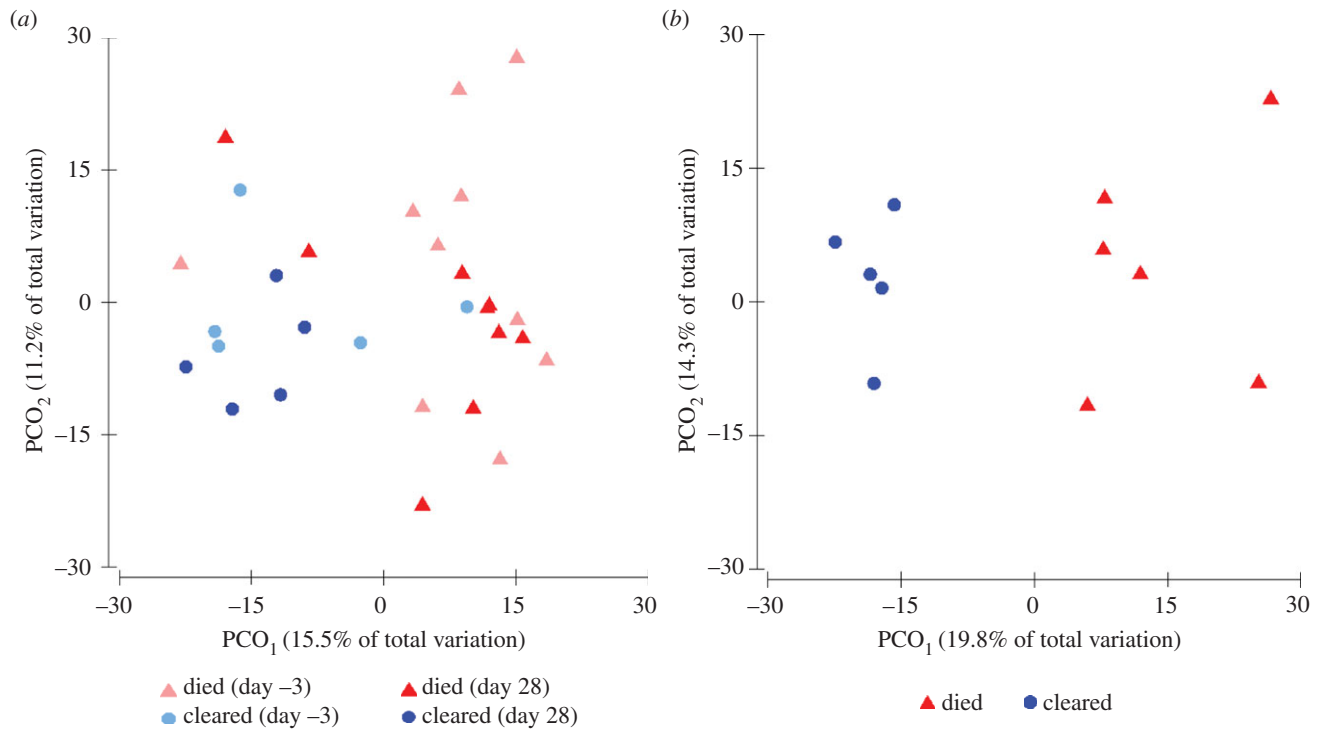 (a)
30
15
0
–15
–30
PCO2 (11.2% of total variation)
–30 –15 0 15 30
PCO1 (15.5% of total variation)
died (day –3) died (day 28)
cleared (day –3) cleared (day 28)
(b)
30
15
0
–15
–30
PCO2 (14.3% of total variation)
–30 –15 0 15 30
PCO1 (19.8% of total variation)
died cleared